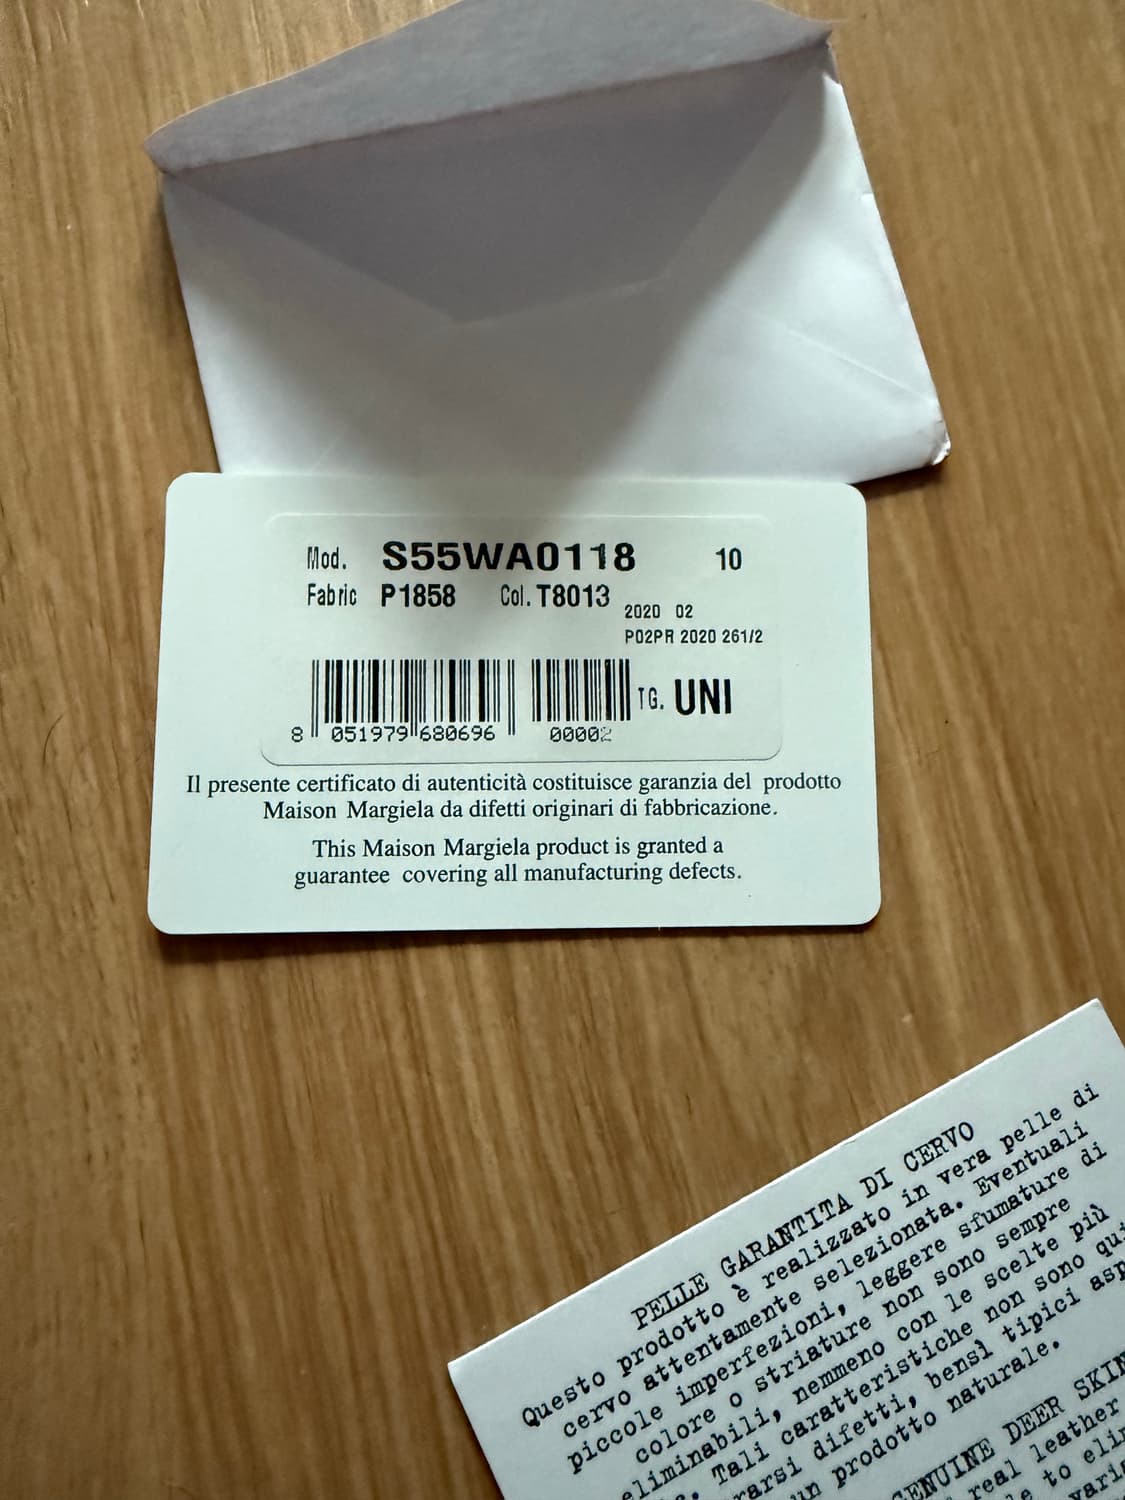 Mod. S55WA0118 10
Fabric P1858 Col. T8013
2020 02
P02PR 2020 261/2
TG. UNI
8 051979 680696 00002
Il presente certificato di autenticità costituisce garanzia del prodotto
Maison Margiela da difetti originari di fabbricazione.
This Maison Margiela product is granted a
guarantee covering all manufacturing defects.
PELLE GARANTITA DI CERVO
Questo prodotto è realizzato in vera pelle di
cervo attentamente selezionata. Eventuali
piccole imperfezioni, leggere sfumature di
colore o striature non sono sempre
eliminabili, nemmeno con le scelte più
Tali caratteristiche non sono
difetti, bensì tipici
un prodotto naturale.
GENUINE DEER SKIN
real leather
to